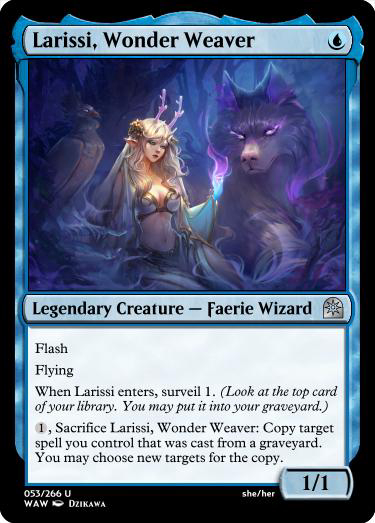 Larissi, Wonder Weaver
Legendary Creature — Faerie Wizard
Flash
Flying
When Larissi enters, surveil 1. (Look at the top card
of your library. You may put it into your graveyard.)
1, Sacrifice Larissi, Wonder Weaver: Copy target
spell you control that was cast from a graveyard.
You may choose new targets for the copy.
1/1
053/266 U she/her
WAW Dzikawa